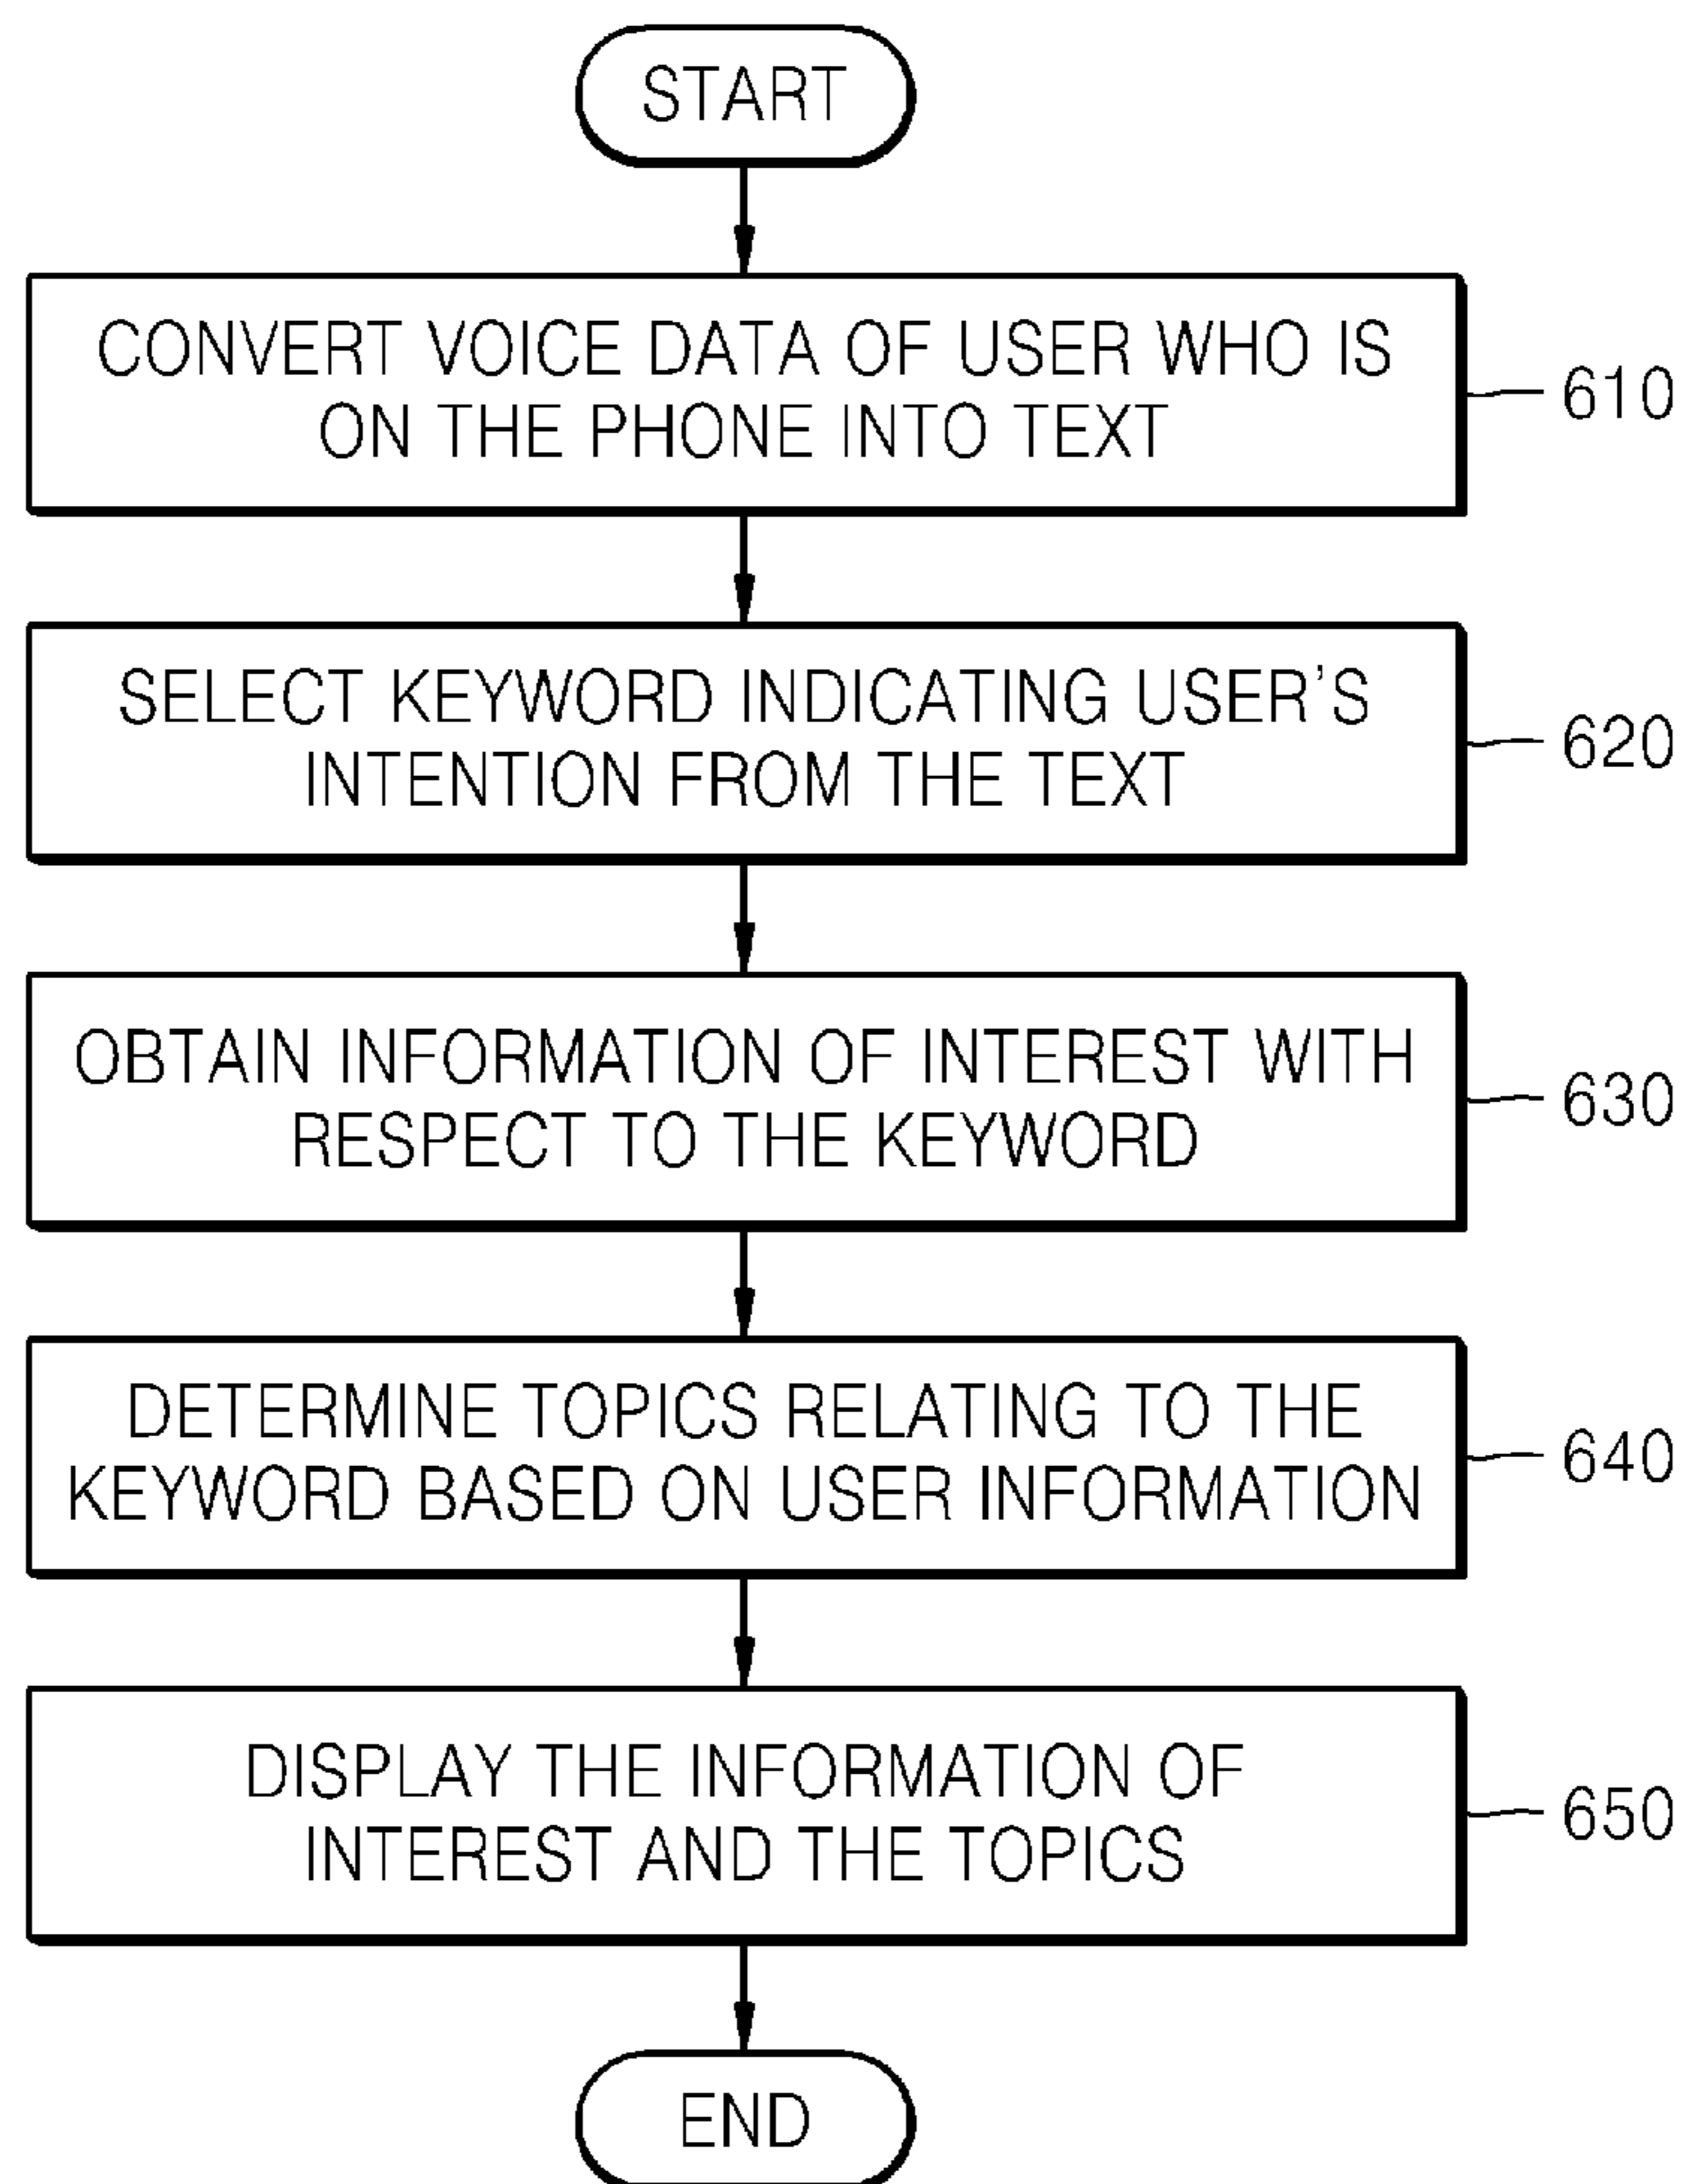 START
CONVERT VOICE DATA OF USER WHO IS
ON THE PHONE INTO TEXT
610
SELECT KEYWORD INDICATING USER'S
INTENTION FROM THE TEXT
620
OBTAIN INFORMATION OF INTEREST WITH
RESPECT TO THE KEYWORD
630
DETERMINE TOPICS RELATING TO THE
KEYWORD BASED ON USER INFORMATION
640
DISPLAY THE INFORMATION OF
INTEREST AND THE TOPICS
650
END